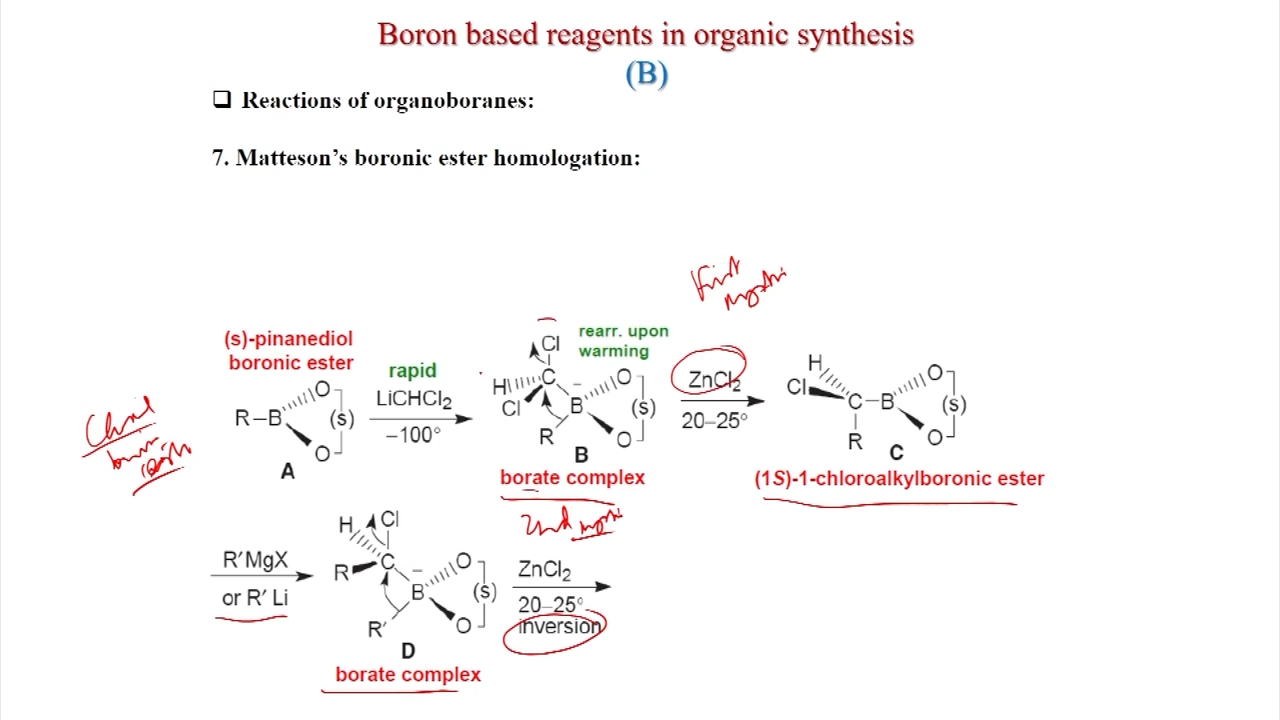 Boron based reagents in organic synthesis
(B)
❑ Reactions of organoboranes:
7. Matteson's boronic ester homologation:
First
(s)-pinanediol
boronic ester
rapid
LiCHCl2
−100°
R–B
O
O
(s)
A
Cl
H
C
Cl
−
B
R
O
O
(s)
B
borate complex
rearr. upon
warming
ZnCl2
20–25°
H
Cl
C–B
R
O
O
(s)
C
(1S)-1-chloroalkylboronic ester
2nd
R′MgX
or R′ Li
H
Cl
R
C
−
B
R′
O
O
(s)
D
borate complex
ZnCl2
20–25°
inversion